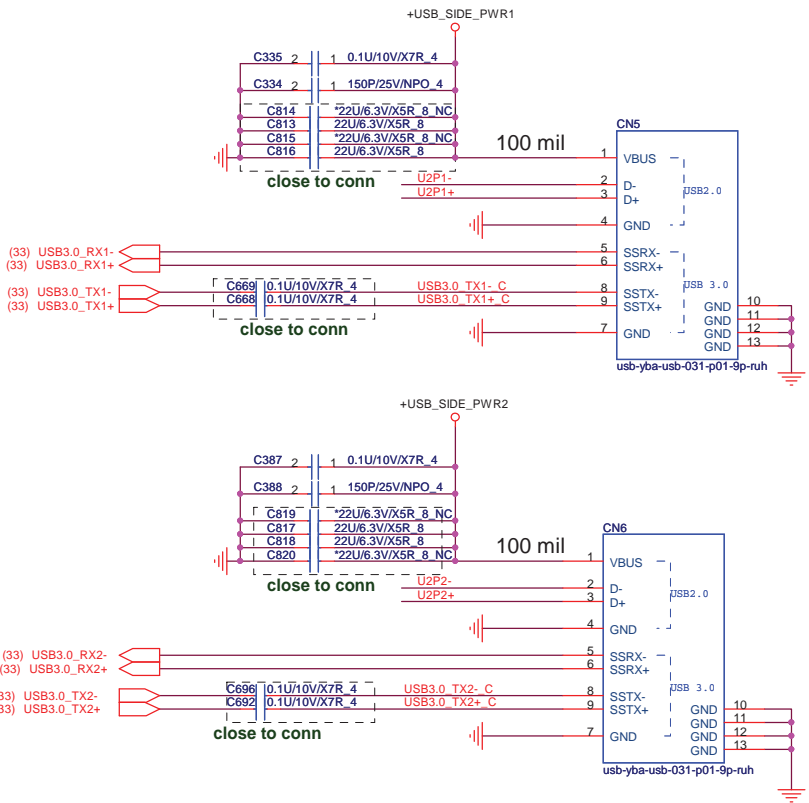 +USB_SIDE_PWR1
C335 2 1 0.1U/10V/X7R_4
C334 2 1 150P/25V/NPO_4
C814 *22U/6.3V/X5R_8_NC
C813 22U/6.3V/X5R_8
C815 *22U/6.3V/X5R_8_NC
C816 22U/6.3V/X5R_8
close to conn
100 mil
CN5
1 VBUS
U2P1- 2 D-
U2P1+ 3 D+
USB2.0
4 GND
(33) USB3.0_RX1- 5 SSRX-
(33) USB3.0_RX1+ 6 SSRX+
(33) USB3.0_TX1- C669 0.1U/10V/X7R_4 USB3.0_TX1-_C 8 SSTX-
(33) USB3.0_TX1+ C668 0.1U/10V/X7R_4 USB3.0_TX1+_C 9 SSTX+
USB 3.0
close to conn
7 GND
GND 10
GND 11
GND 12
GND 13
usb-yba-usb-031-p01-9p-ruh
+USB_SIDE_PWR2
C387 2 1 0.1U/10V/X7R_4
C388 2 1 150P/25V/NPO_4
C819 *22U/6.3V/X5R_8_NC
C817 22U/6.3V/X5R_8
C818 22U/6.3V/X5R_8
C820 *22U/6.3V/X5R_8_NC
close to conn
100 mil
CN6
1 VBUS
U2P2- 2 D-
U2P2+ 3 D+
USB2.0
4 GND
(33) USB3.0_RX2- 5 SSRX-
(33) USB3.0_RX2+ 6 SSRX+
33) USB3.0_TX2- C696 0.1U/10V/X7R_4 USB3.0_TX2-_C 8 SSTX-
33) USB3.0_TX2+ C692 0.1U/10V/X7R_4 USB3.0_TX2+_C 9 SSTX+
USB 3.0
close to conn
7 GND
GND 10
GND 11
GND 12
GND 13
usb-yba-usb-031-p01-9p-ruh